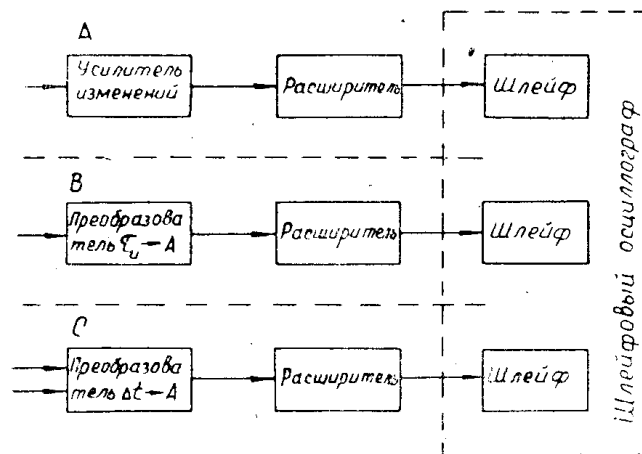 А
Усилитель
изменений
Расширитель
Шлейф
В
Преобразова
тель τи → А
Расширитель
Шлейф
С
Преобразова
тель Δt → А
Расширитель
Шлейф
Шлейфовый осциллограф